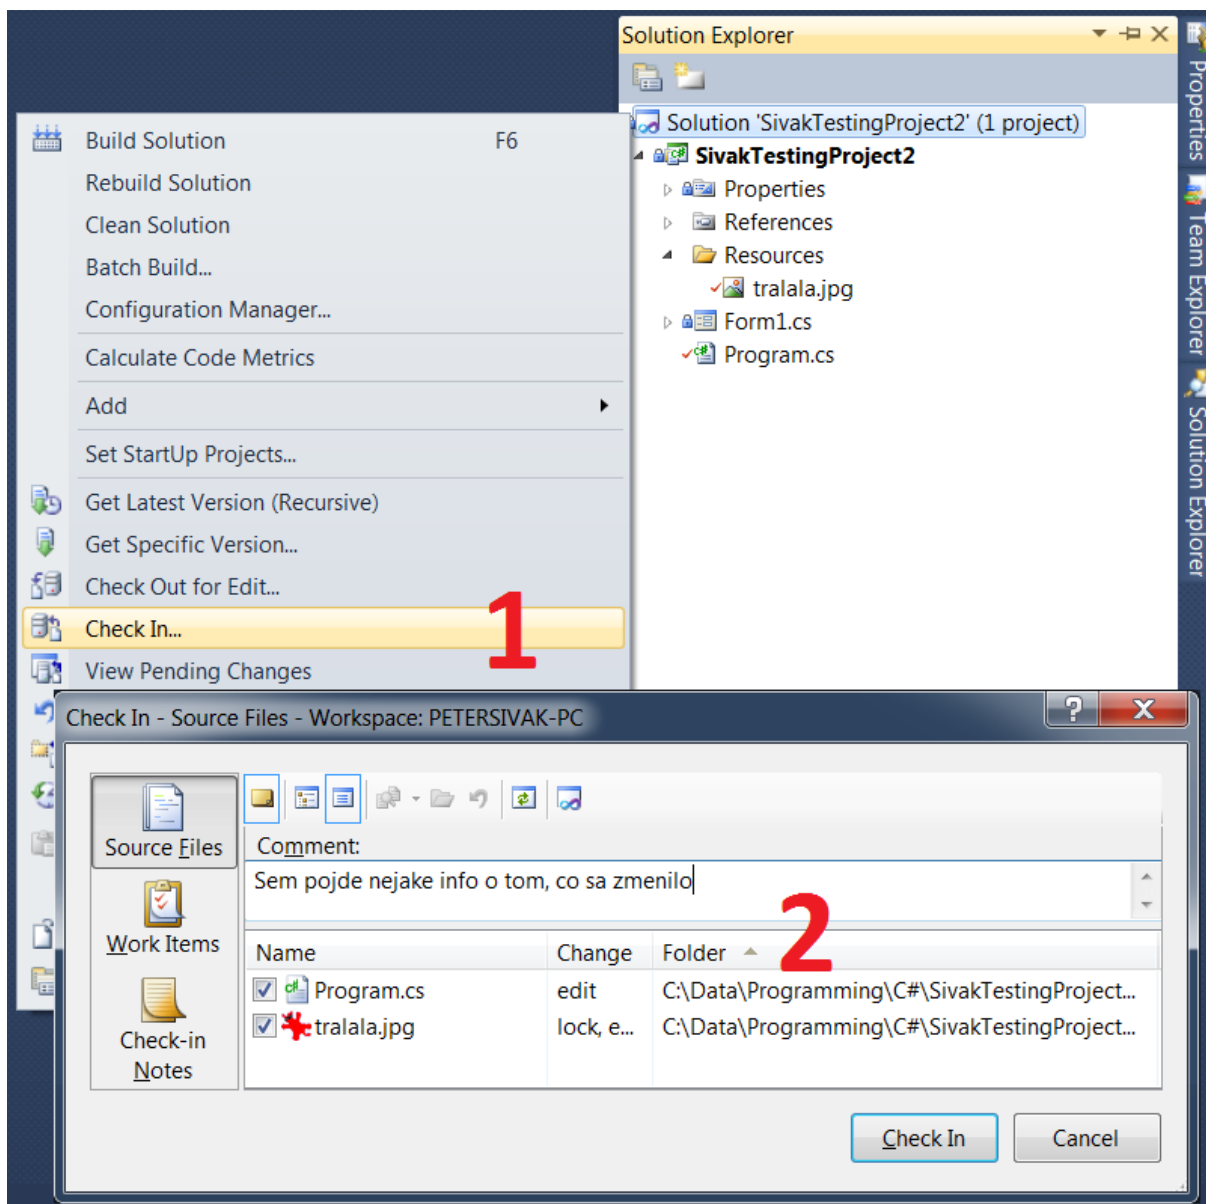 Solution Explorer
Solution 'SivakTestingProject2' (1 project)
SivakTestingProject2
Properties
References
Resources
tralala.jpg
Form1.cs
Program.cs
Properties
Team Explorer
Solution Explorer
Build Solution F6
Rebuild Solution
Clean Solution
Batch Build...
Configuration Manager...
Calculate Code Metrics
Add
Set StartUp Projects...
Get Latest Version (Recursive)
Get Specific Version...
Check Out for Edit...
Check In...
1
View Pending Changes
Check In - Source Files - Workspace: PETERSIVAK-PC
Source Files
Work Items
Check-in
Notes
Comment:
Sem pojde nejake info o tom, co sa zmenilo
2
Name Change Folder
Program.cs edit C:\Data\Programming\C#\SivakTestingProject...
tralala.jpg lock, e... C:\Data\Programming\C#\SivakTestingProject...
Check In Cancel